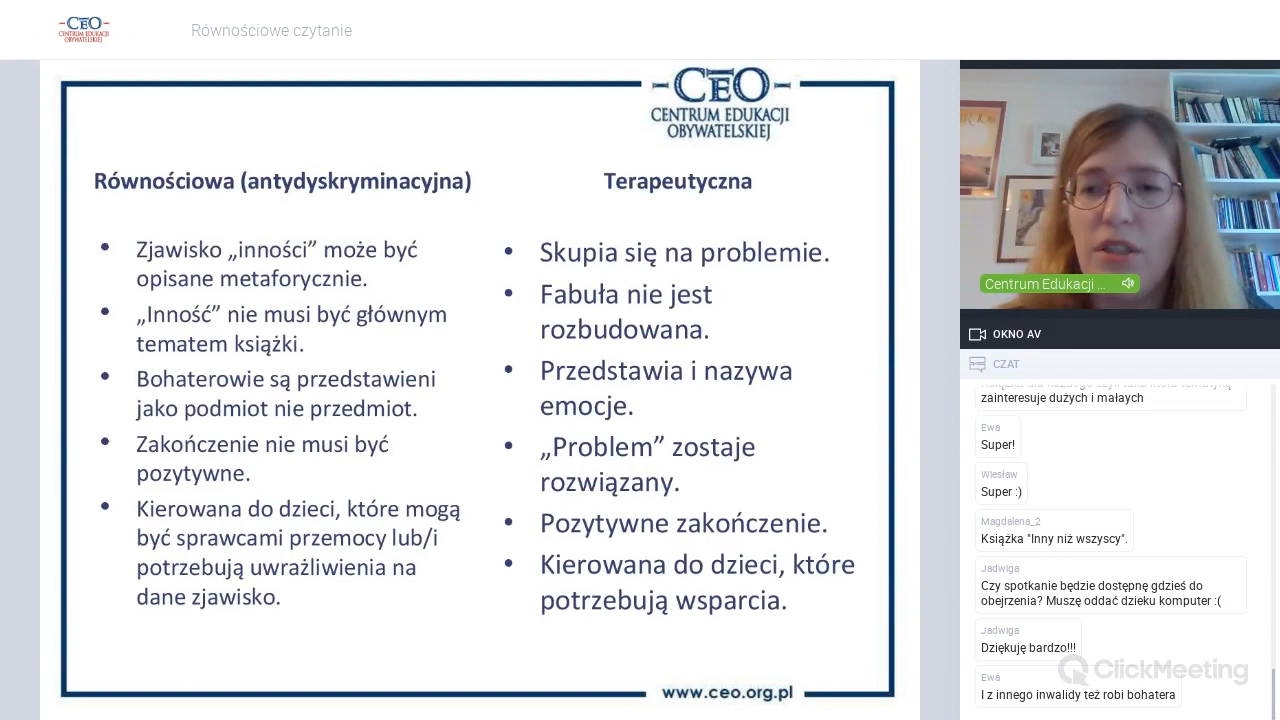 CEO
CENTRUM EDUKACJI
OBYWATELSKIEJ
Równościowe czytanie
CEO
CENTRUM EDUKACJI
OBYWATELSKIEJ
Równościowa (antydyskryminacyjna)
• Zjawisko „inności” może być
opisane metaforycznie.
• „Inność” nie musi być głównym
tematem książki.
• Bohaterowie są przedstawieni
jako podmiot nie przedmiot.
• Zakończenie nie musi być
pozytywne.
• Kierowana do dzieci, które mogą
być sprawcami przemocy lub/i
potrzebują uwrażliwienia na
dane zjawisko.
Terapeutyczna
• Skupia się na problemie.
• Fabuła nie jest
rozbudowana.
• Przedstawia i nazywa
emocje.
• „Problem” zostaje
rozwiązany.
• Pozytywne zakończenie.
• Kierowana do dzieci, które
potrzebują wsparcia.
www.ceo.org.pl
Centrum Edukacji ...
OKNO AV
CZAT
zainteresuje dużych i małaych
Ewa
Super!
Wiesław
Super :)
Magdalena_2
Książka "Inny niż wszyscy".
Jadwiga
Czy spotkanie będzie dostępnę gdzieś do
obejrzenia? Muszę oddać dzieku komputer :(
Jadwiga
Dziękuję bardzo!!!
Ewa
I z innego inwalidy też robi bohatera
ClickMeeting